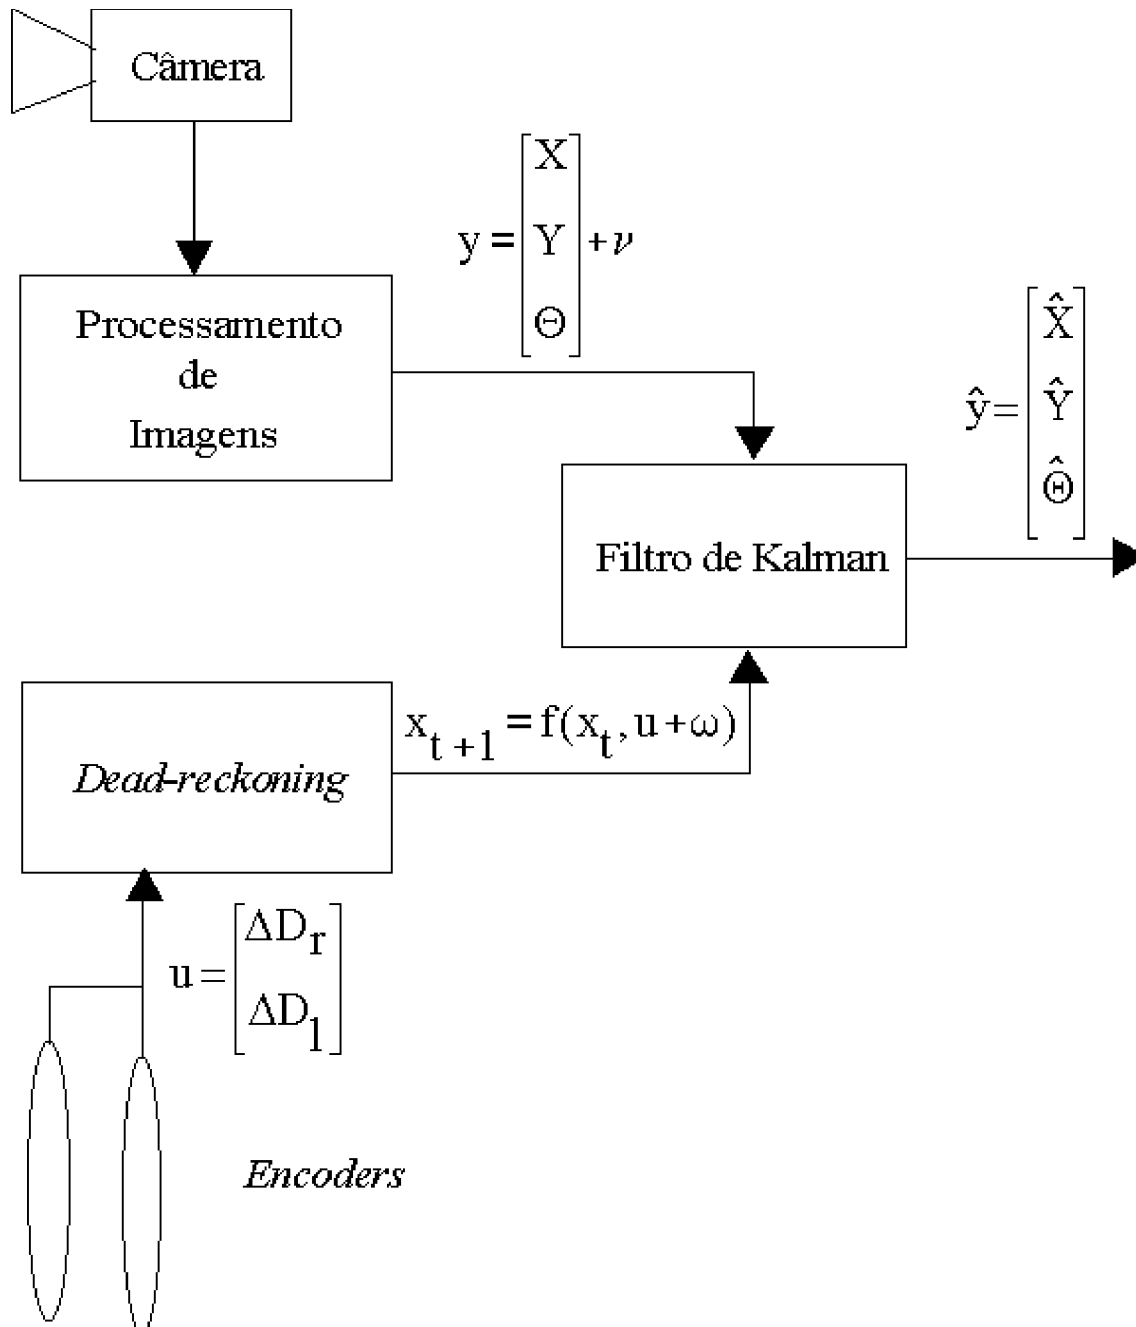 Câmera
y = [X Y Θ] + ν
Processamento
de
Imagens
ŷ = [X̂ Ŷ Θ̂]
Filtro de Kalman
x_{t+1} = f(x_t, u+ω)
Dead-reckoning
u = [ΔD_r ΔD_l]
Encoders